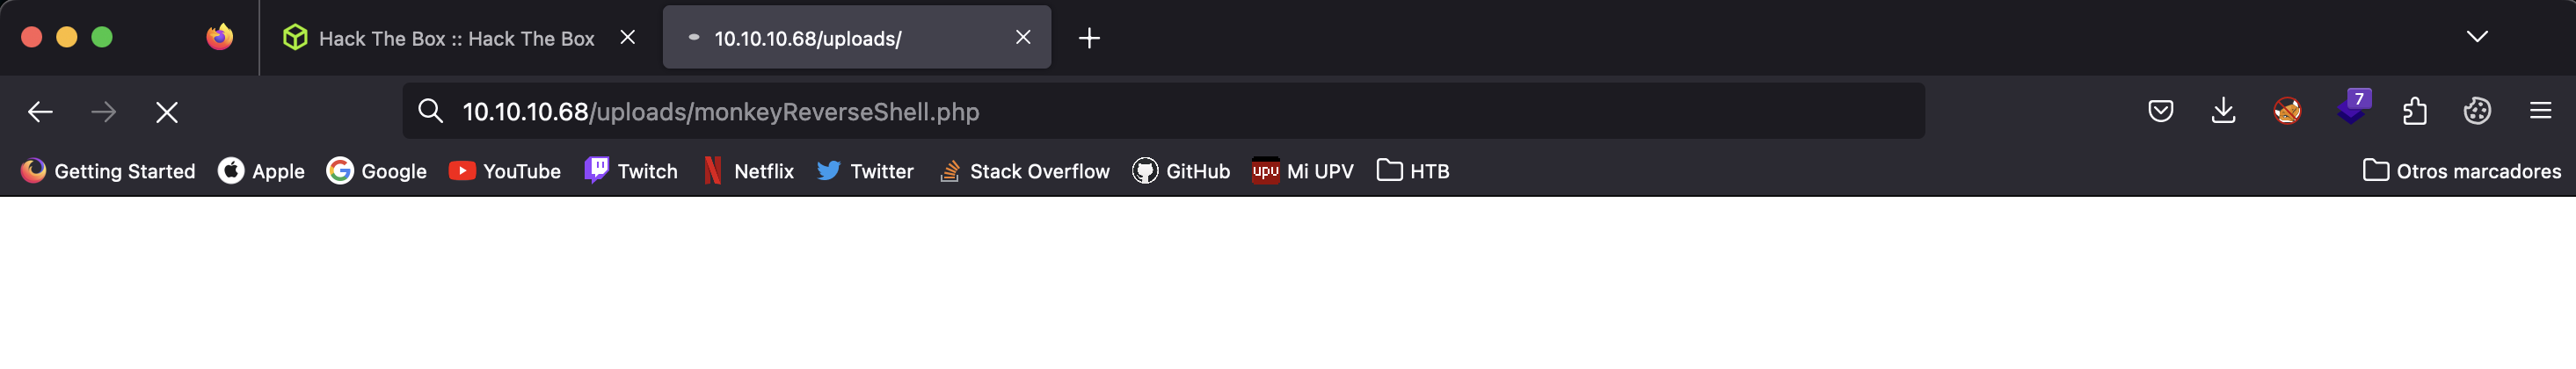 Hack The Box :: Hack The Box 10.10.10.68/uploads/
10.10.10.68/uploads/monkeyReverseShell.php 7
Getting Started Apple Google YouTube Twitch Netflix Twitter Stack Overflow GitHub upv Mi UPV HTB Otros marcadores